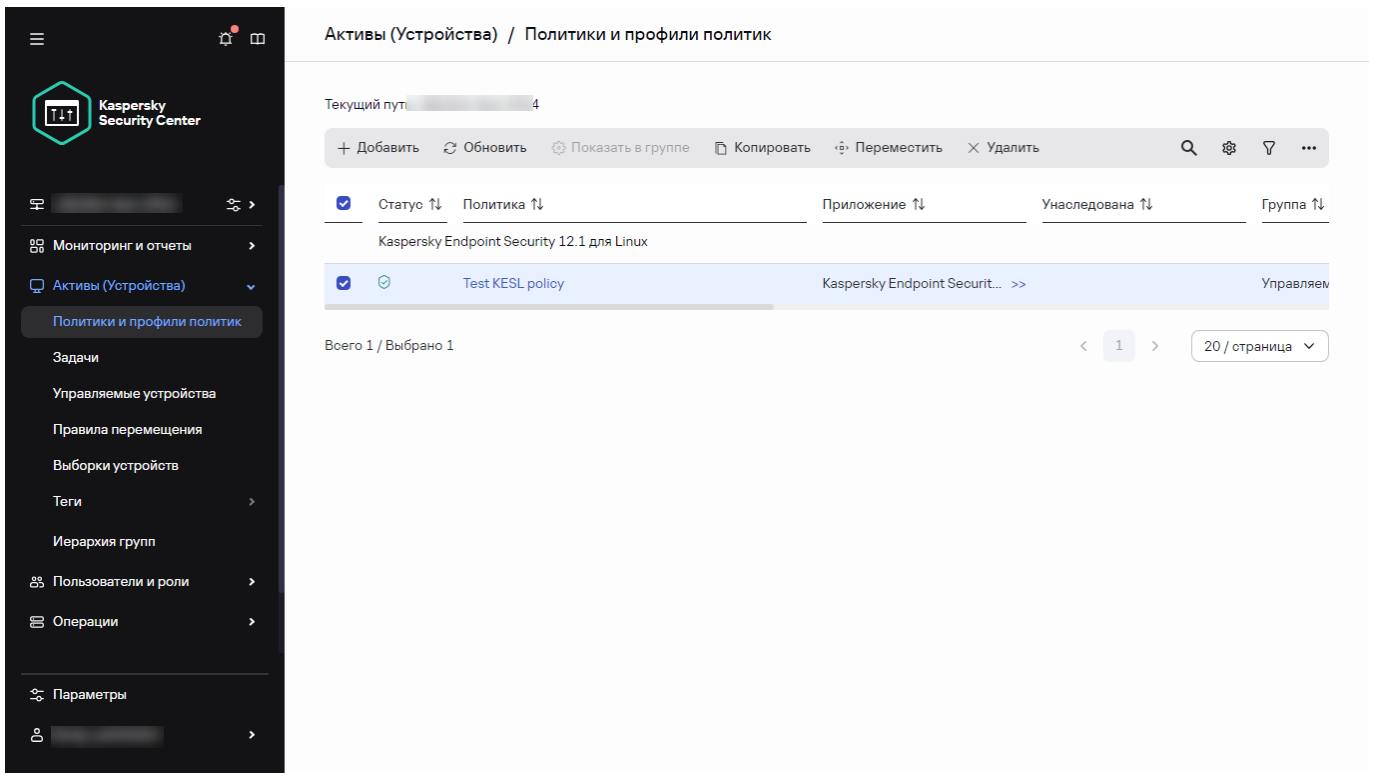 Kaspersky
Security Center
Мониторинг и отчеты
Активы (Устройства)
Политики и профили политик
Задачи
Управляемые устройства
Правила перемещения
Выборки устройств
Теги
Иерархия групп
Пользователи и роли
Операции
Параметры
Активы (Устройства) / Политики и профили политик
Текущий путь 4
Добавить Обновить Показать в группе Копировать Переместить Удалить
Статус Политика Приложение Унаследована Группа
Kaspersky Endpoint Security 12.1 для Linux
Test KESL policy Kaspersky Endpoint Securit... >> Управляем
Всего 1 / Выбрано 1 < 1 > 20 / страница